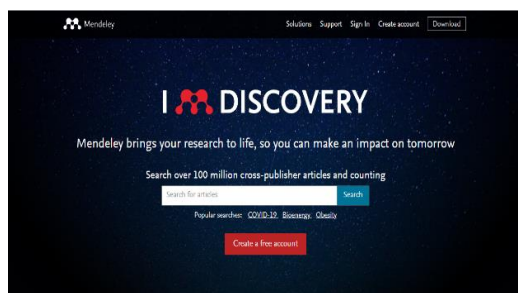 Mendeley Solutions Support Sign In Create account Download
I DISCOVERY
Mendeley brings your research to life, so you can make an impact on tomorrow
Search over 100 million cross-publisher articles and counting
Search for articles Search
Popular searches: COVID-19, Bioenergy, Obesity
Create a free account